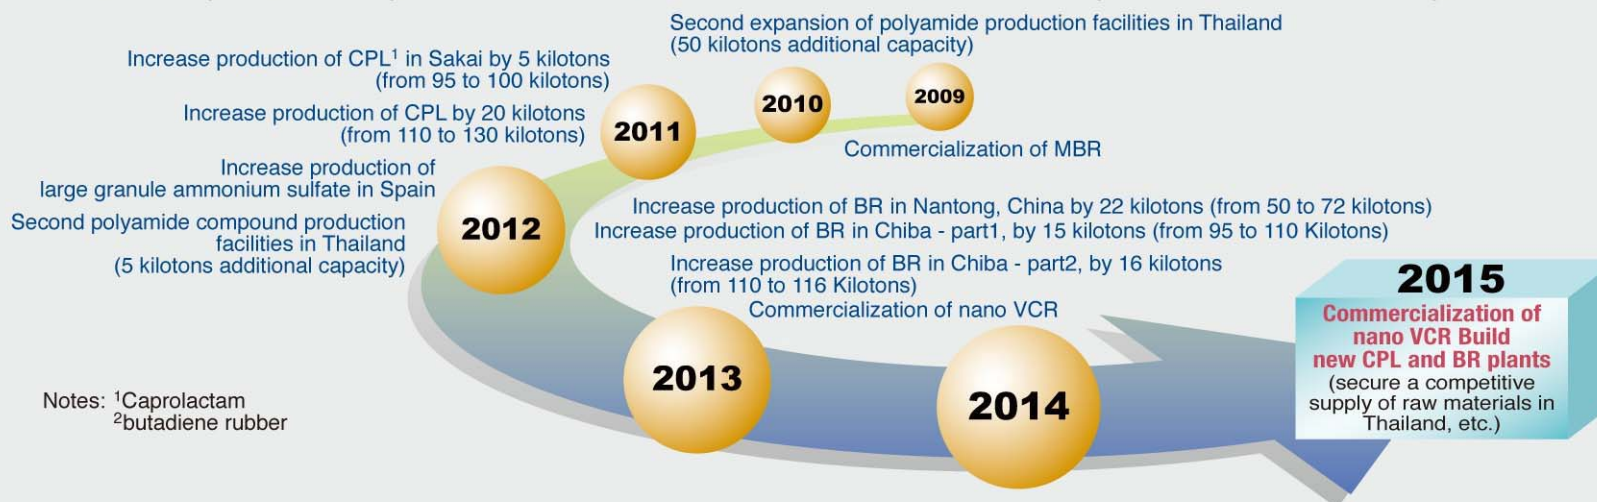 Second expansion of polyamide production facilities in Thailand
(50 kilotons additional capacity)
Increase production of CPL¹ in Sakai by 5 kilotons
(from 95 to 100 kilotons)
2010
2009
Increase production of CPL by 20 kilotons
(from 110 to 130 kilotons)
2011
Commercialization of MBR
Increase production of
large granule ammonium sulfate in Spain
Second polyamide compound production
facilities in Thailand
(5 kilotons additional capacity)
2012
Increase production of BR in Nantong, China by 22 kilotons (from 50 to 72 kilotons)
Increase production of BR in Chiba - part1, by 15 kilotons (from 95 to 110 Kilotons)
Increase production of BR in Chiba - part2, by 16 kilotons
(from 110 to 116 Kilotons)
Commercialization of nano VCR
2013
2014
2015
Commercialization of
nano VCR Build
new CPL and BR plants
(secure a competitive
supply of raw materials in
Thailand, etc.)
Notes: ¹Caprolactam
²butadiene rubber